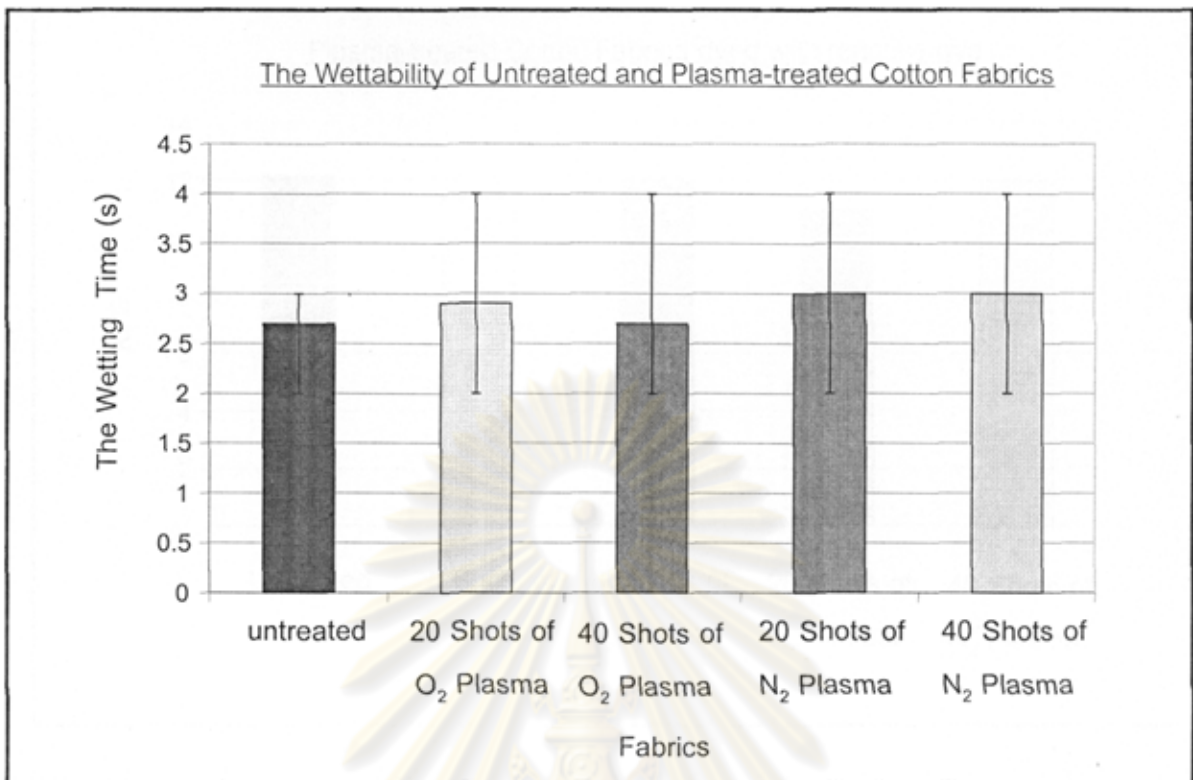 The Wettability of Untreated and Plasma-treated Cotton Fabrics
The Wetting Time (s)
4.5
4
3.5
3
2.5
2
1.5
1
0.5
0
untreated 20 Shots of 40 Shots of 20 Shots of 40 Shots of
O₂ Plasma O₂ Plasma N₂ Plasma N₂ Plasma
Fabrics